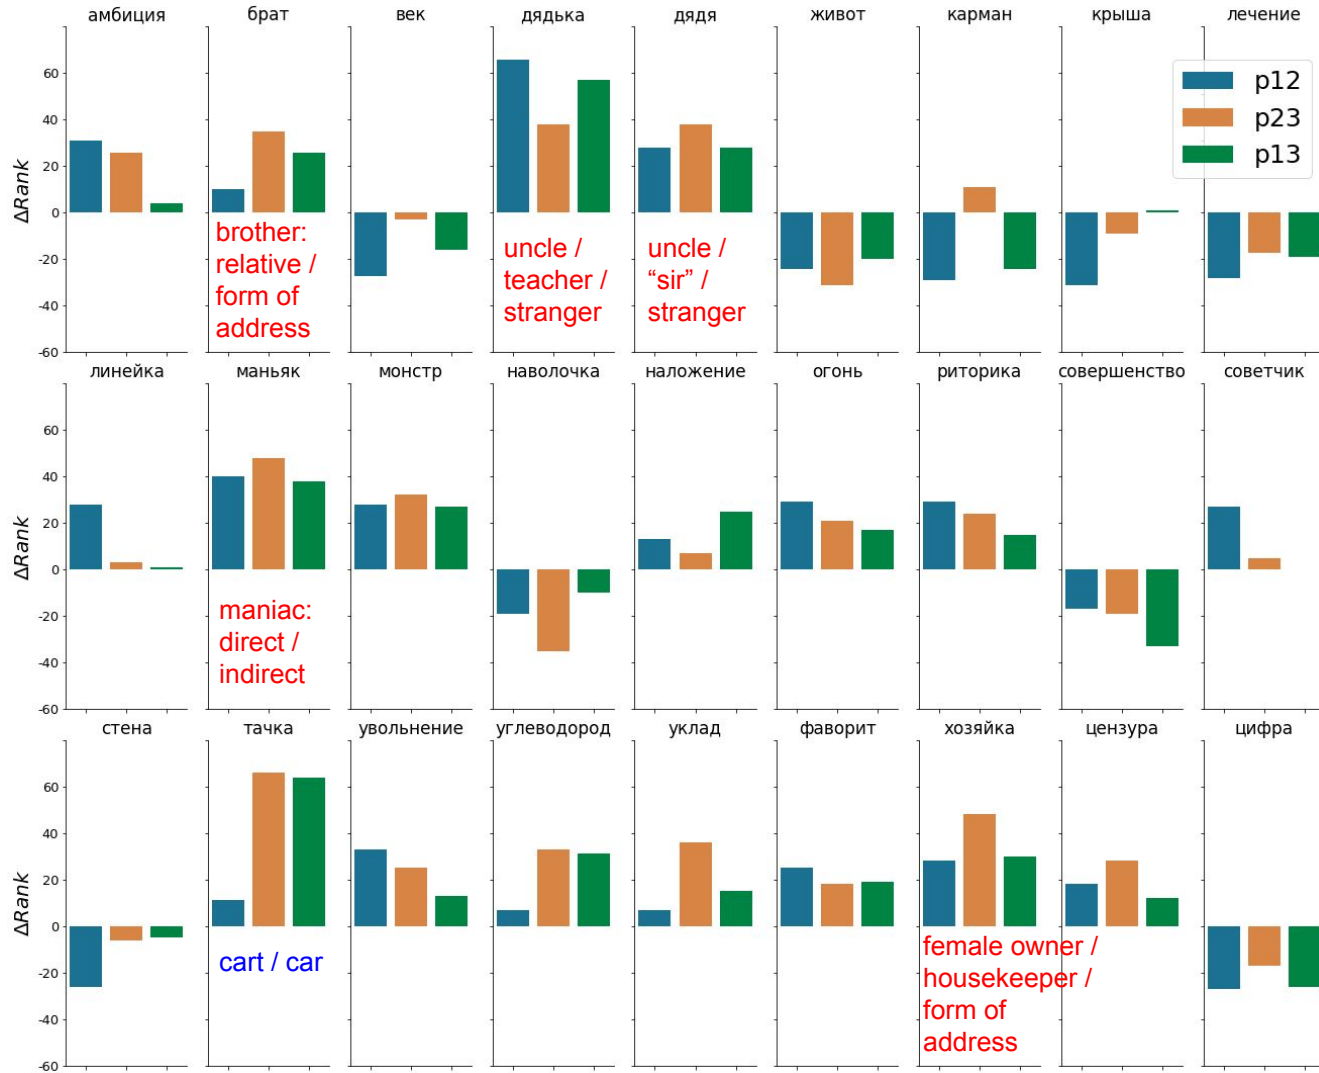 амбиция брат век дядька дядя живот карман крыша лечение
p12
p23
p13
60
40
20
0
-20
-40
-60
ΔRank
brother:
relative /
form of
address
uncle /
teacher /
stranger
uncle /
“sir” /
stranger
линейка маньяк монстр наволочка наложение огонь риторика совершенство советчик
60
40
20
0
-20
-40
-60
ΔRank
maniac:
direct /
indirect
стена тачка увольнение углеводород уклад фаворит хозяйка цензура цифра
60
40
20
0
-20
-40
-60
ΔRank
cart / car
female owner /
housekeeper /
form of
address